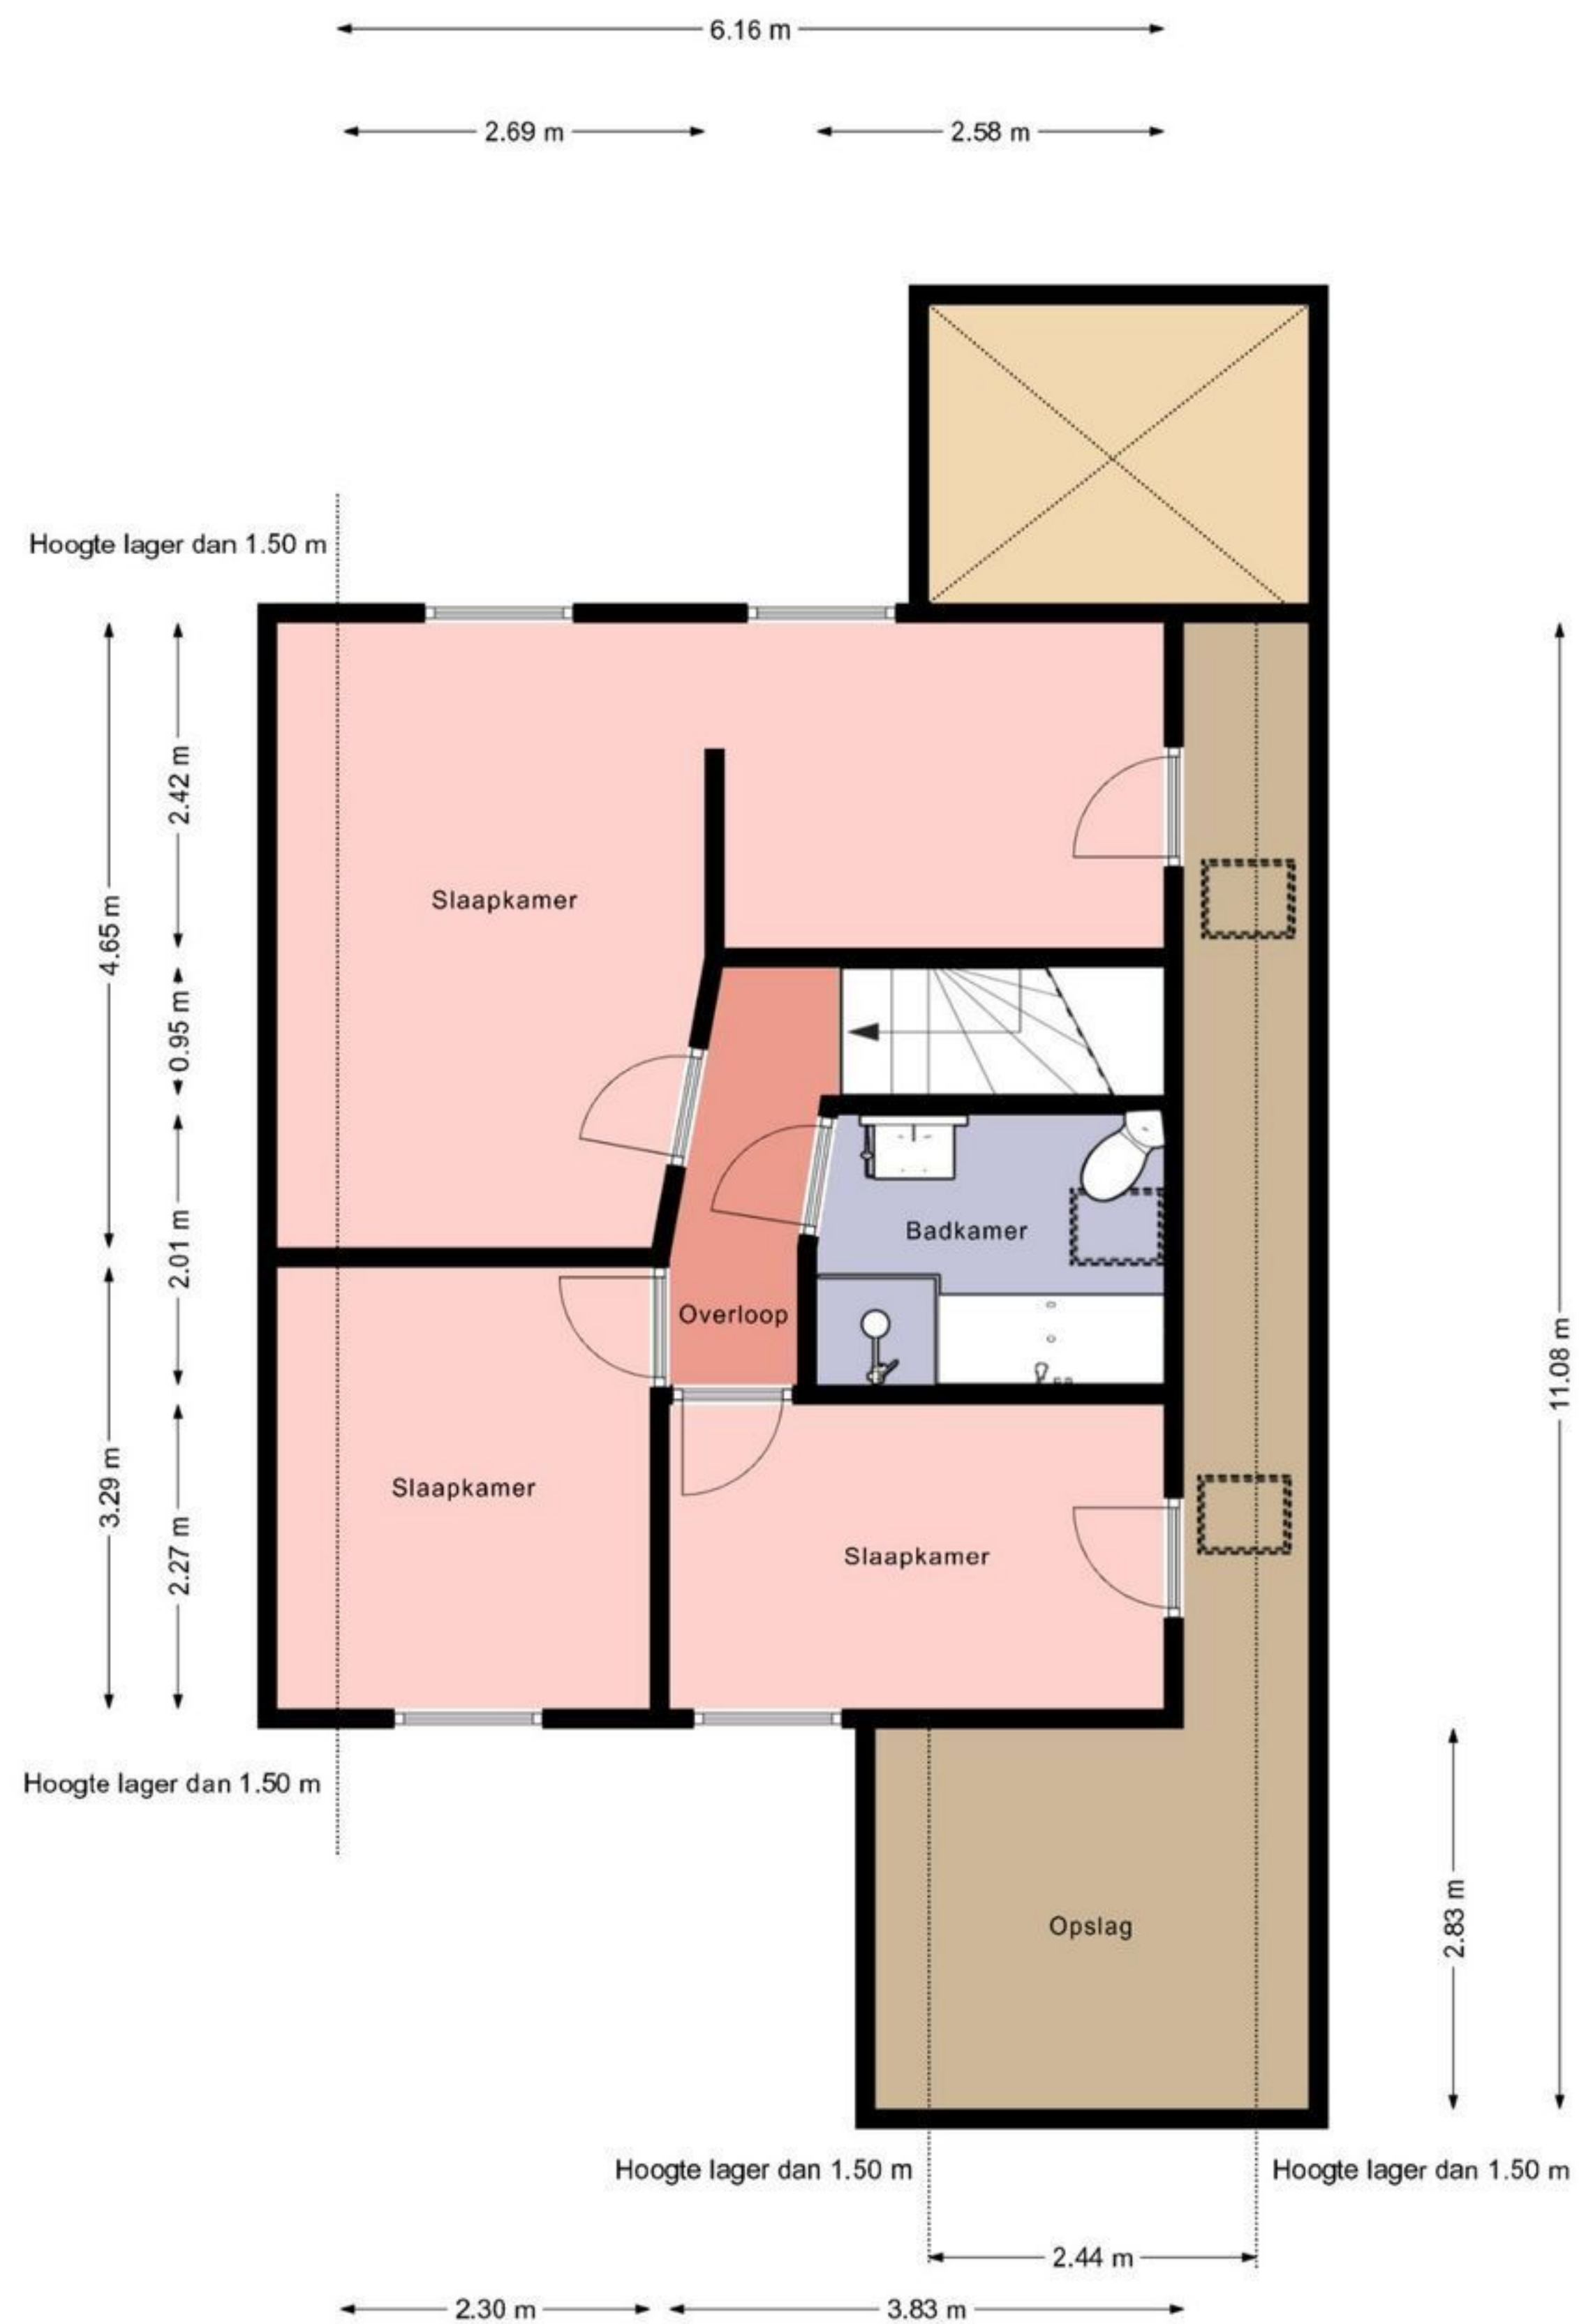 6.16 m
2.69 m
2.58 m
Hoogte lager dan 1.50 m
2.42 m
4.65 m
Slaapkamer
0.95 m
2.01 m
Badkamer
Overloop
11.08 m
3.29 m
Slaapkamer
2.27 m
Slaapkamer
Hoogte lager dan 1.50 m
2.83 m
Opslag
Hoogte lager dan 1.50 m
Hoogte lager dan 1.50 m
2.44 m
2.30 m
3.83 m